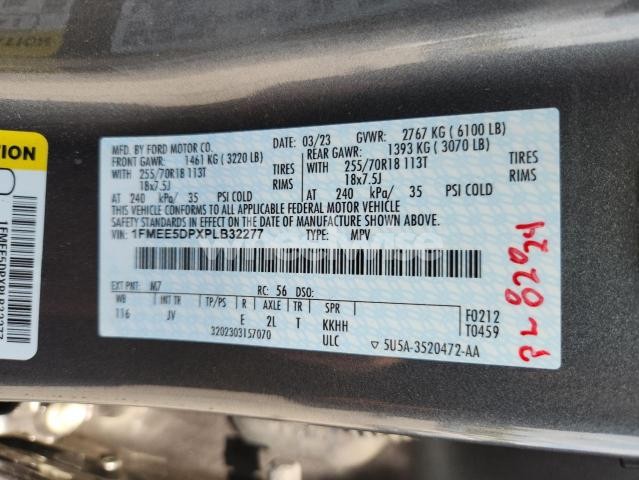 MFD. BY FORD MOTOR CO. DATE: 03/23 GVWR: 2767 KG ( 6100 LB)
FRONT GAWR: 1461 KG ( 3220 LB) REAR GAWR: 1393 KG ( 3070 LB)
WITH 255/70R18 113T TIRES WITH 255/70R18 113T TIRES
18x7.5J RIMS 18x7.5J RIMS
AT 240 kPa/ 35 PSI COLD AT 240 kPa/ 35 PSI COLD
THIS VEHICLE CONFORMS TO ALL APPLICABLE FEDERAL MOTOR VEHICLE
SAFETY STANDARDS IN EFFECT ON THE DATE OF MANUFACTURE SHOWN ABOVE.
VIN: 1FMEE5DPXPLB32277 TYPE: MPV
EXT PNT: M7 RC: 56 DSO:
WB INT TR TP/PS R AXLE TR SPR F0212
116 JV E 2L T KKHH T0459
3202303157070 ULC 5U5A-3520472-AA
1FMEE5DPXPLB32277